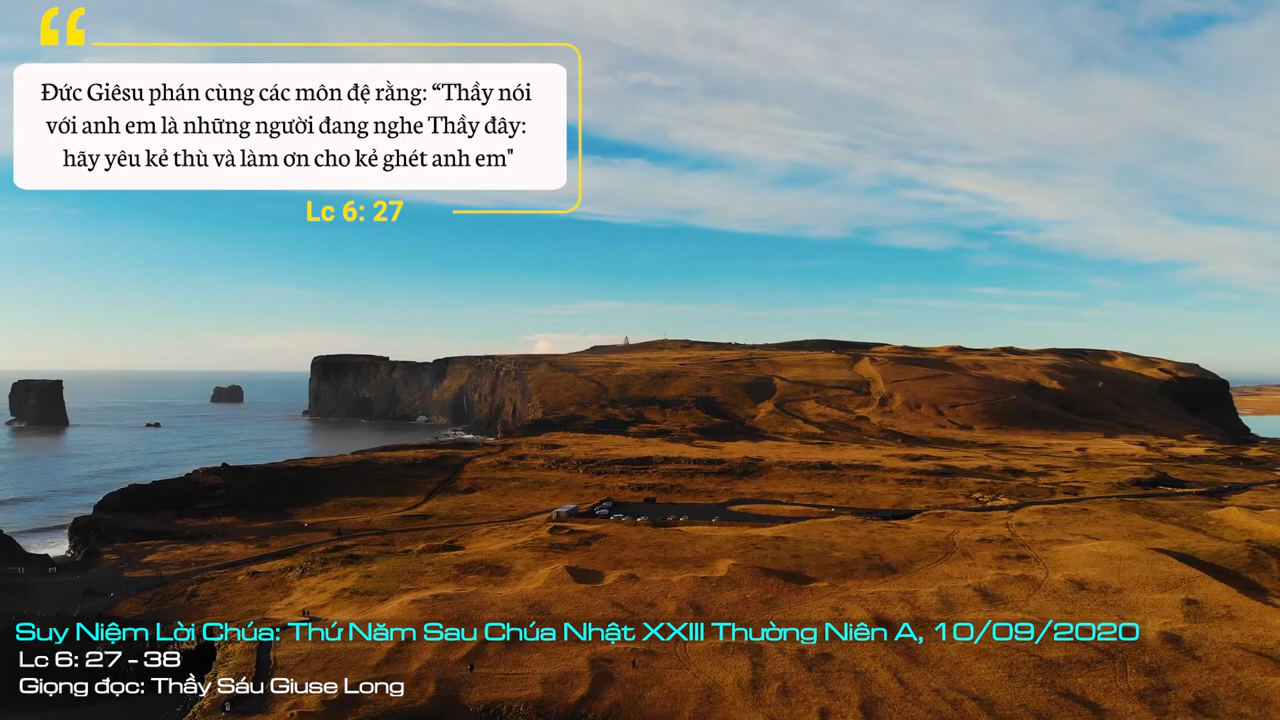 Đức Giêsu phán cùng các môn đệ rằng: “Thầy nói
với anh em là những người đang nghe Thầy đây:
hãy yêu kẻ thù và làm ơn cho kẻ ghét anh em"
Lc 6: 27
Suy Niệm Lời Chúa: Thứ Năm Sau Chúa Nhật XXIII Thường Niên A, 10/09/2020
Lc 6: 27 - 38
Giọng đọc: Thầy Sáu Giuse Long